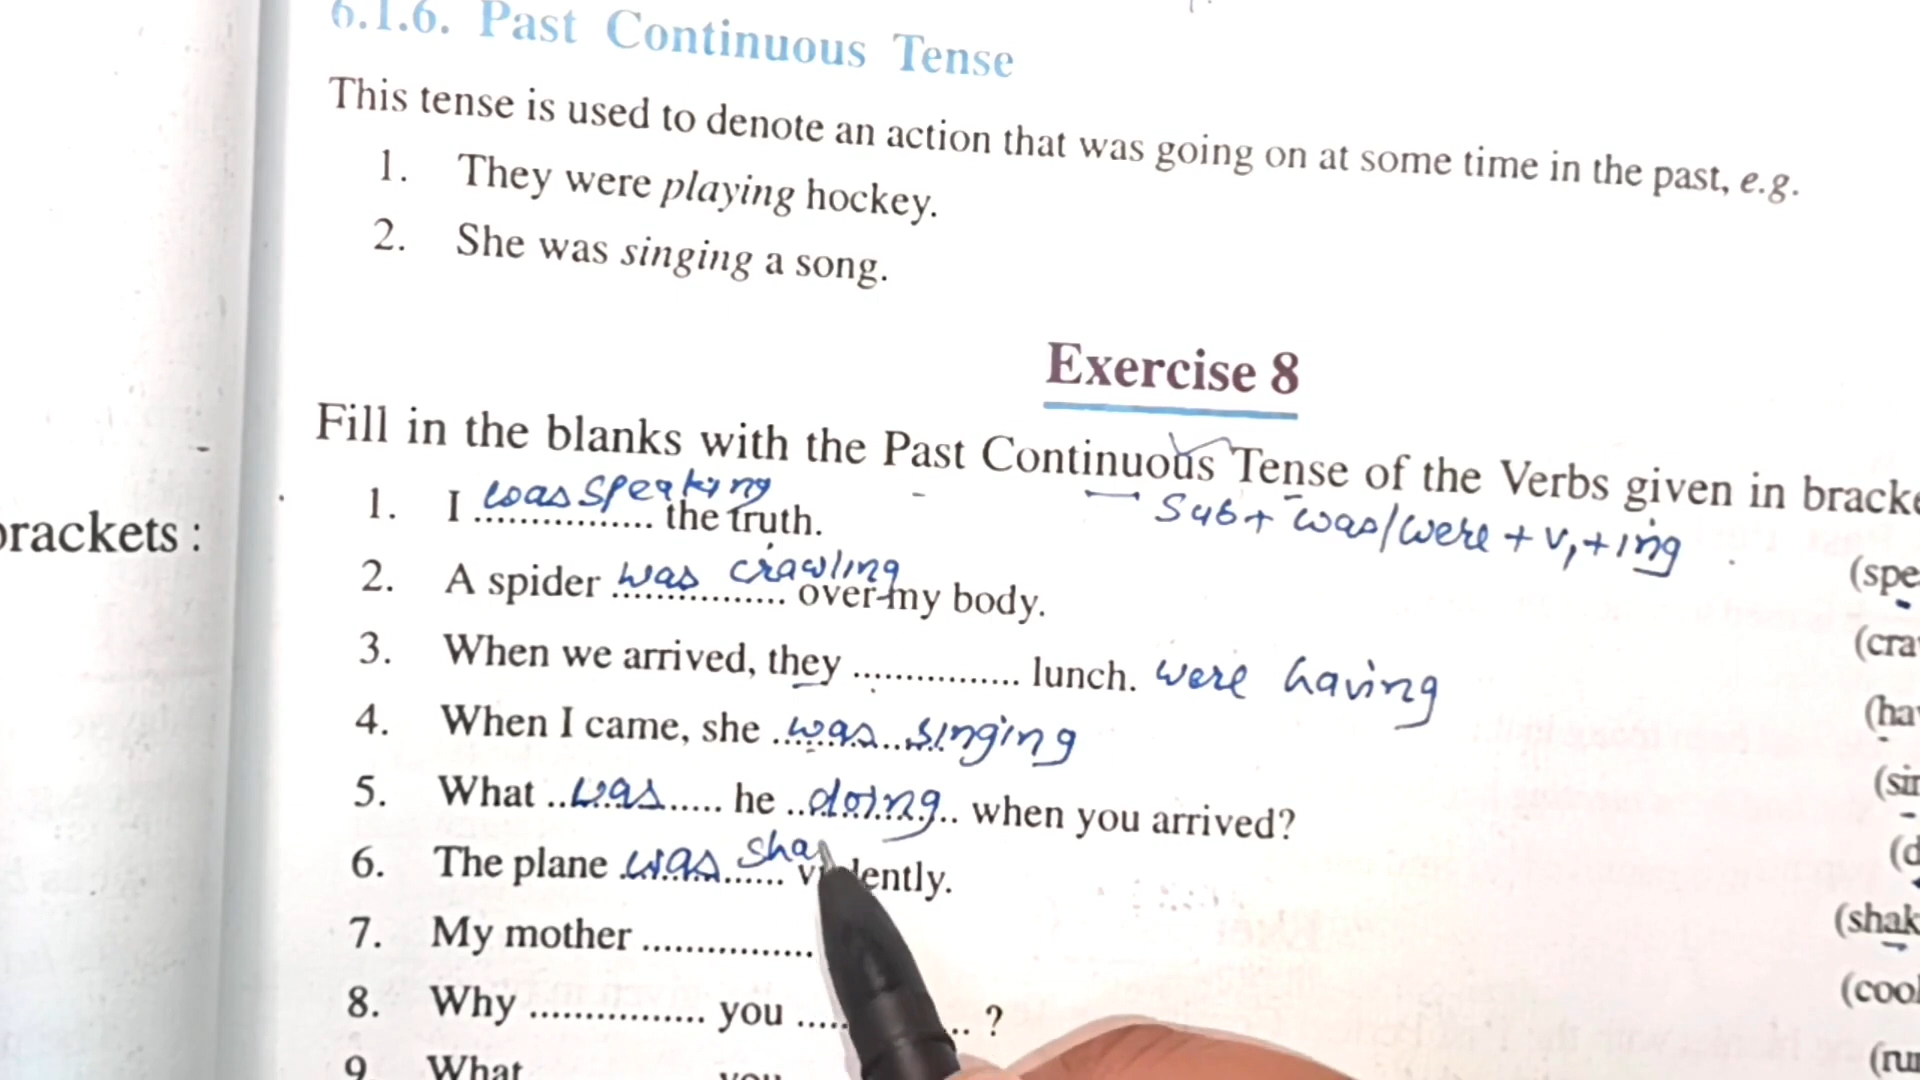 6.1.6. Past Continuous Tense
This tense is used to denote an action that was going on at some time in the past, e.g.
1. They were playing hockey.
2. She was singing a song.
Exercise 8
Fill in the blanks with the Past Continuous Tense of the Verbs given in
sub + was/were + v1 + ing
brackets :
1. I was speaking the truth. (spe
2. A spider was crawling over my body. (cra
3. When we arrived, they ............... lunch. were having (ha
4. When I came, she was singing (sin
5. What was he doing when you arrived? (d
6. The plane was sha violently. (shak
7. My mother ............... (coo
8. Why ............... you ............... ? (ru
9. What you